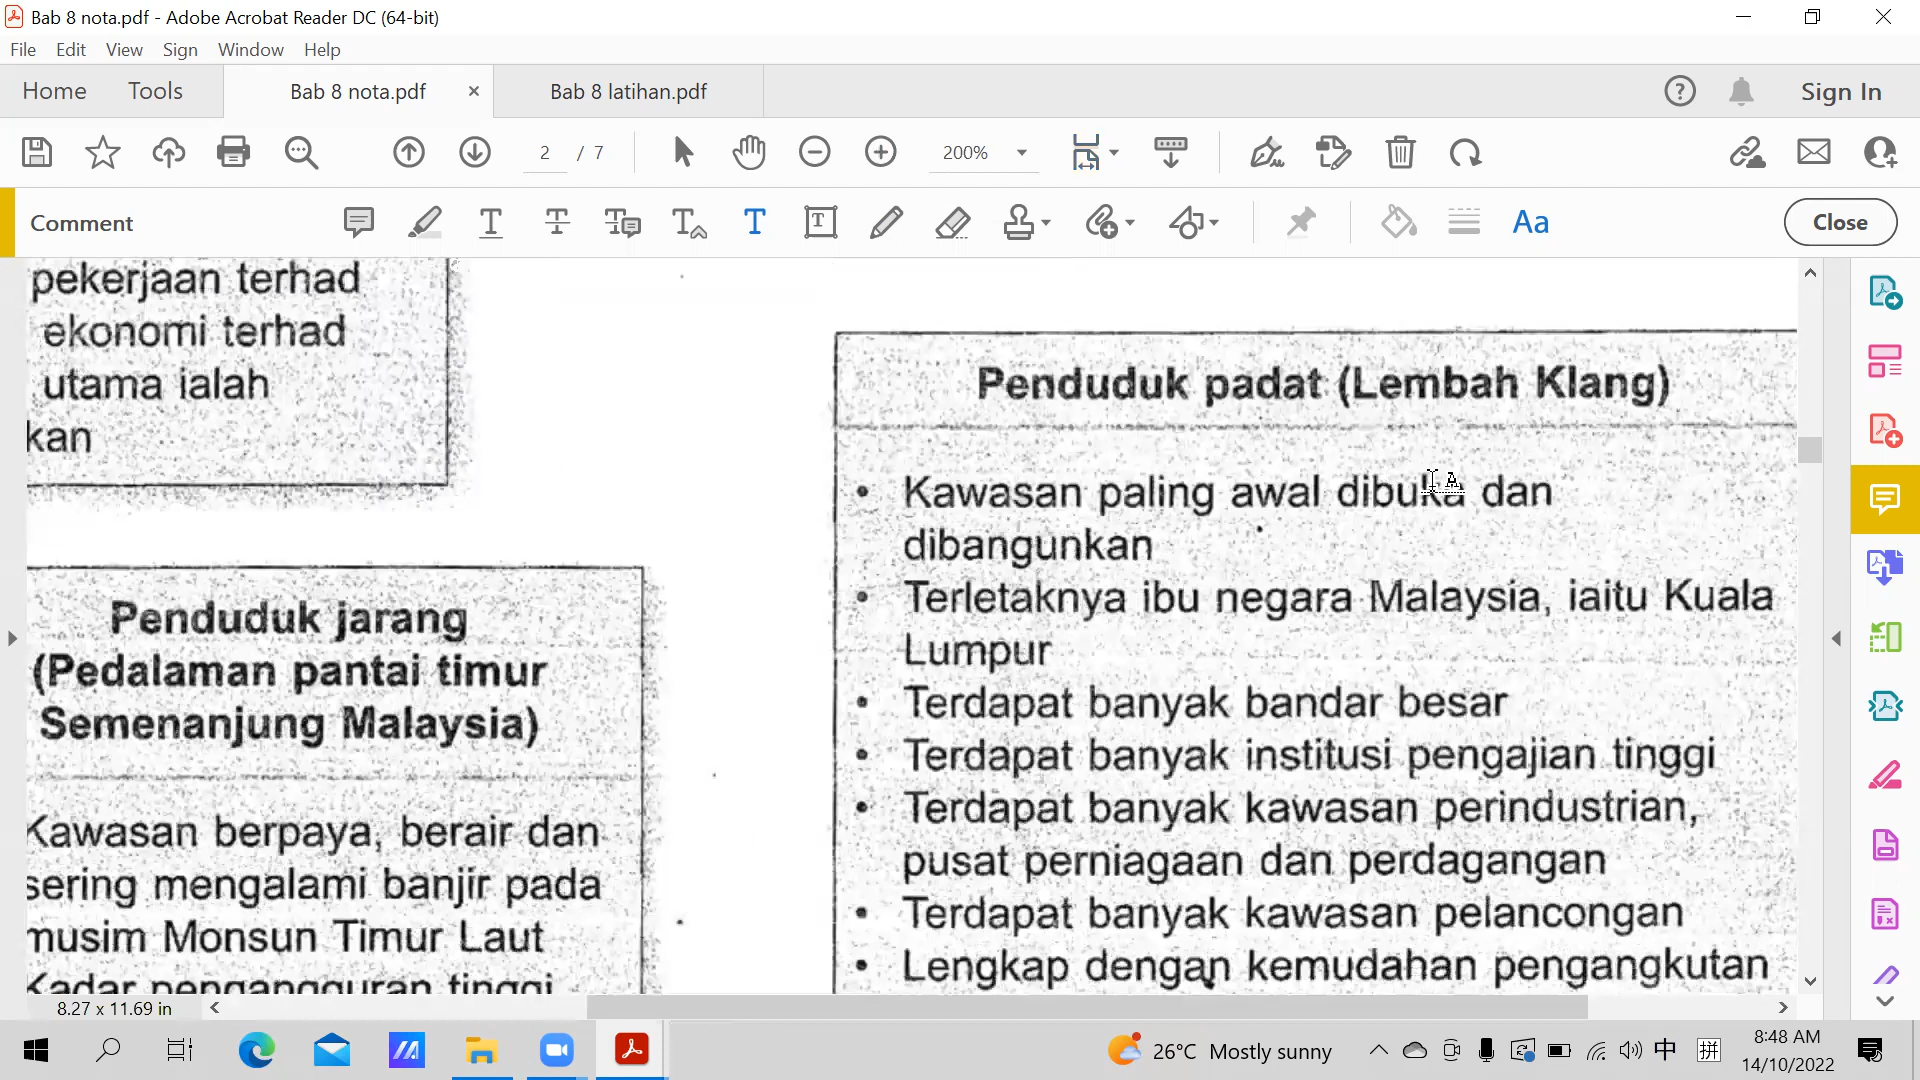 Bab 8 nota.pdf - Adobe Acrobat Reader DC (64-bit)
File Edit View Sign Window Help
Home Tools Bab 8 nota.pdf × Bab 8 latihan.pdf Sign In
2 / 7 200%
Comment Aa Close
pekerjaan terhad
ekonomi terhad
utama ialah
kan
Penduduk jarang
(Pedalaman pantai timur
Semenanjung Malaysia)
Kawasan berpaya, berair dan
sering mengalami banjir pada
musim Monsun Timur Laut
Kadar pengangguran tinggi
Penduduk padat (Lembah Klang)
• Kawasan paling awal dibuka dan
dibangunkan
• Terletaknya ibu negara Malaysia, iaitu Kuala
Lumpur
• Terdapat banyak bandar besar
• Terdapat banyak institusi pengajian tinggi
• Terdapat banyak kawasan perindustrian,
pusat perniagaan dan perdagangan
• Terdapat banyak kawasan pelancongan
• Lengkap dengan kemudahan pengangkutan
8.27 x 11.69 in
26°C Mostly sunny 中 拼 8:48 AM
14/10/2022